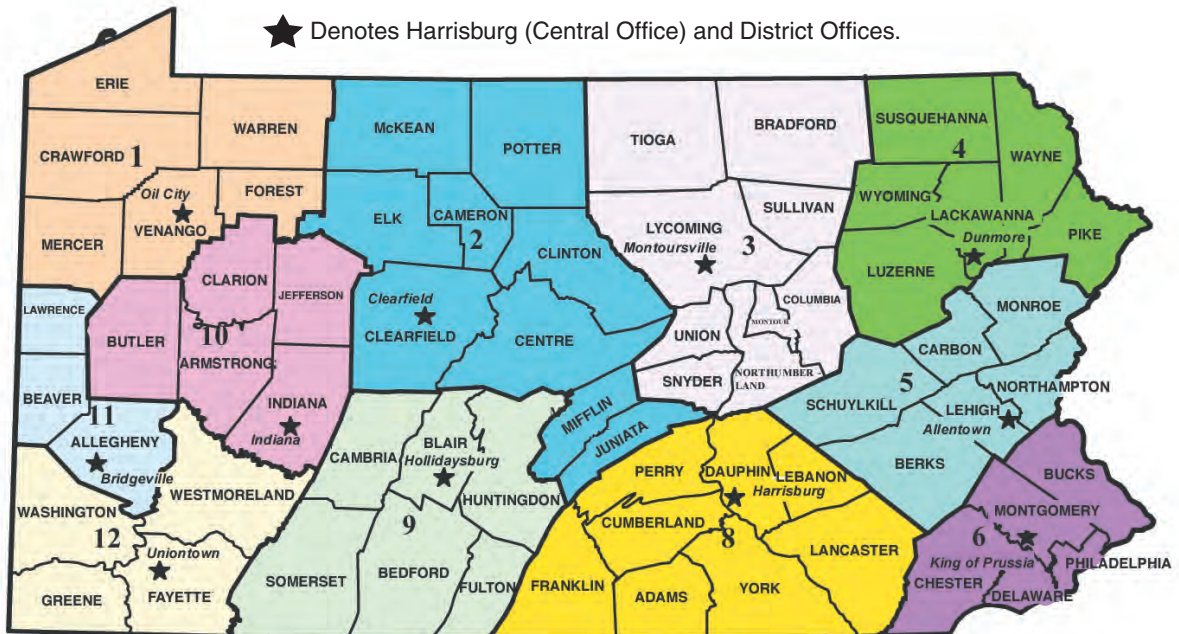 ★ Denotes Harrisburg (Central Office) and District Offices.
ERIE
CRAWFORD
1
WARREN
Oil City
VENANGO
FOREST
MERCER
McKEAN
POTTER
ELK
CAMERON
2
CLINTON
Clearfield
CLEARFIELD
CENTRE
MIFFLIN
JUNIATA
TIOGA
BRADFORD
SULLIVAN
LYCOMING
Montoursville
3
COLUMBIA
MONTOUR
UNION
SNYDER
NORTHUMBER -
LAND
SUSQUEHANNA
4
WAYNE
WYOMING
LACKAWANNA
Dunmore
PIKE
LUZERNE
MONROE
CARBON
5
NORTHAMPTON
SCHUYLKILL
LEHIGH
Allentown
BERKS
BUCKS
MONTGOMERY
6
King of Prussia
PHILADELPHIA
CHESTER
DELAWARE
PERRY
DAUPHIN
LEBANON
Harrisburg
CUMBERLAND
8
LANCASTER
FRANKLIN
ADAMS
YORK
CAMBRIA
BLAIR
Hollidaysburg
HUNTINGDON
9
SOMERSET
BEDFORD
FULTON
CLARION
JEFFERSON
10
BUTLER
ARMSTRONG
INDIANA
Indiana
LAWRENCE
BEAVER
11
ALLEGHENY
Bridgeville
WASHINGTON
WESTMORELAND
12
Uniontown
GREENE
FAYETTE